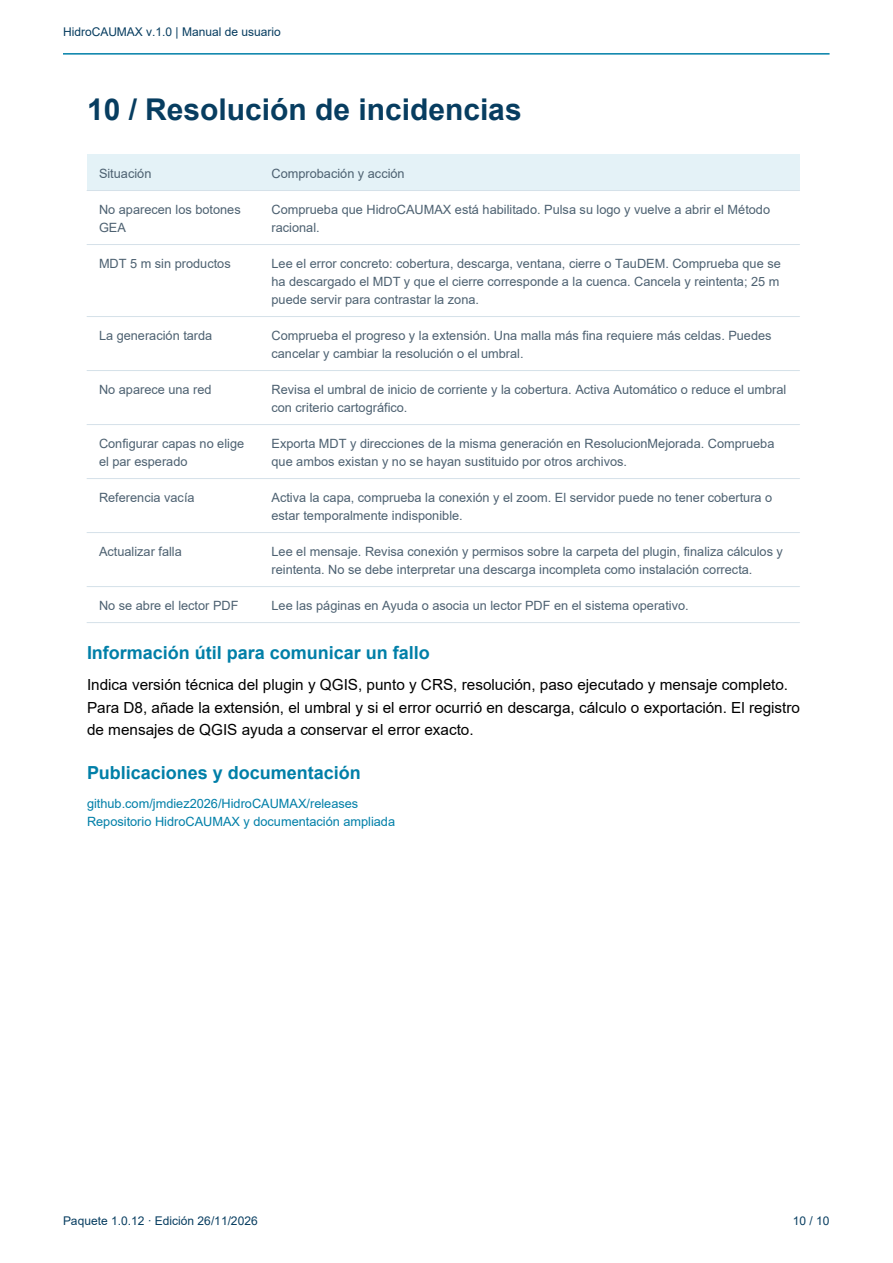 HidroCAUMAX v.1.0 | Manual de usuario
10 / Resolución de incidencias
Situación
Comprobación y acción
No aparecen los botones
GEA
Comprueba que HidroCAUMAX está habilitado. Pulsa su logo y vuelve a abrir el Método
racional.
MDT 5 m sin productos
Lee el error concreto: cobertura, descarga, ventana, cierre o TauDEM. Comprueba que se
ha descargado el MDT y que el cierre corresponde a la cuenca. Cancela y reintenta; 25 m
puede servir para contrastar la zona.
La generación tarda
Comprueba el progreso y la extensión. Una malla más fina requiere más celdas. Puedes
cancelar y cambiar la resolución o el umbral.
No aparece una red
Revisa el umbral de inicio de corriente y la cobertura. Activa Automático o reduce el umbral
con criterio cartográfico.
Configurar capas no elige
el par esperado
Exporta MDT y direcciones de la misma generación en ResolucionMejorada. Comprueba
que ambos existan y no se hayan sustituido por otros archivos.
Referencia vacía
Activa la capa, comprueba la conexión y el zoom. El servidor puede no tener cobertura o
estar temporalmente indisponible.
Actualizar falla
Lee el mensaje. Revisa conexión y permisos sobre la carpeta del plugin, finaliza cálculos y
reintenta. No se debe interpretar una descarga incompleta como instalación correcta.
No se abre el lector PDF
Lee las páginas en Ayuda o asocia un lector PDF en el sistema operativo.
Información útil para comunicar un fallo
Indica versión técnica del plugin y QGIS, punto y CRS, resolución, paso ejecutado y mensaje completo.
Para D8, añade la extensión, el umbral y si el error ocurrió en descarga, cálculo o exportación. El registro
de mensajes de QGIS ayuda a conservar el error exacto.
Publicaciones y documentación
github.com/jmdiez2026/HidroCAUMAX/releases
Repositorio HidroCAUMAX y documentación ampliada
Paquete 1.0.12 · Edición 26/11/2026
10 / 10